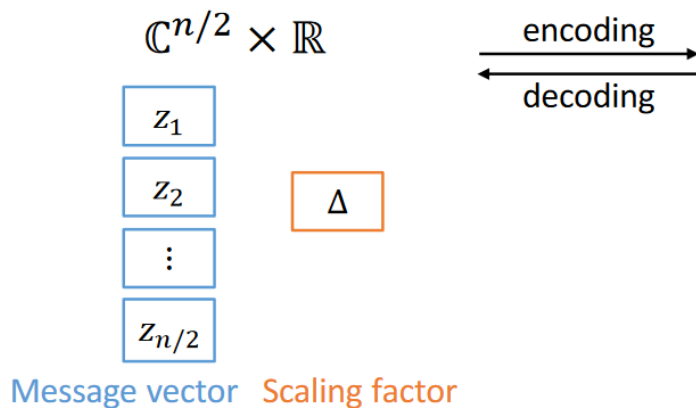 ℂ^{n/2} × ℝ
encoding
decoding
z_1
z_2
Δ
⋮
z_{n/2}
Message vector Scaling factor